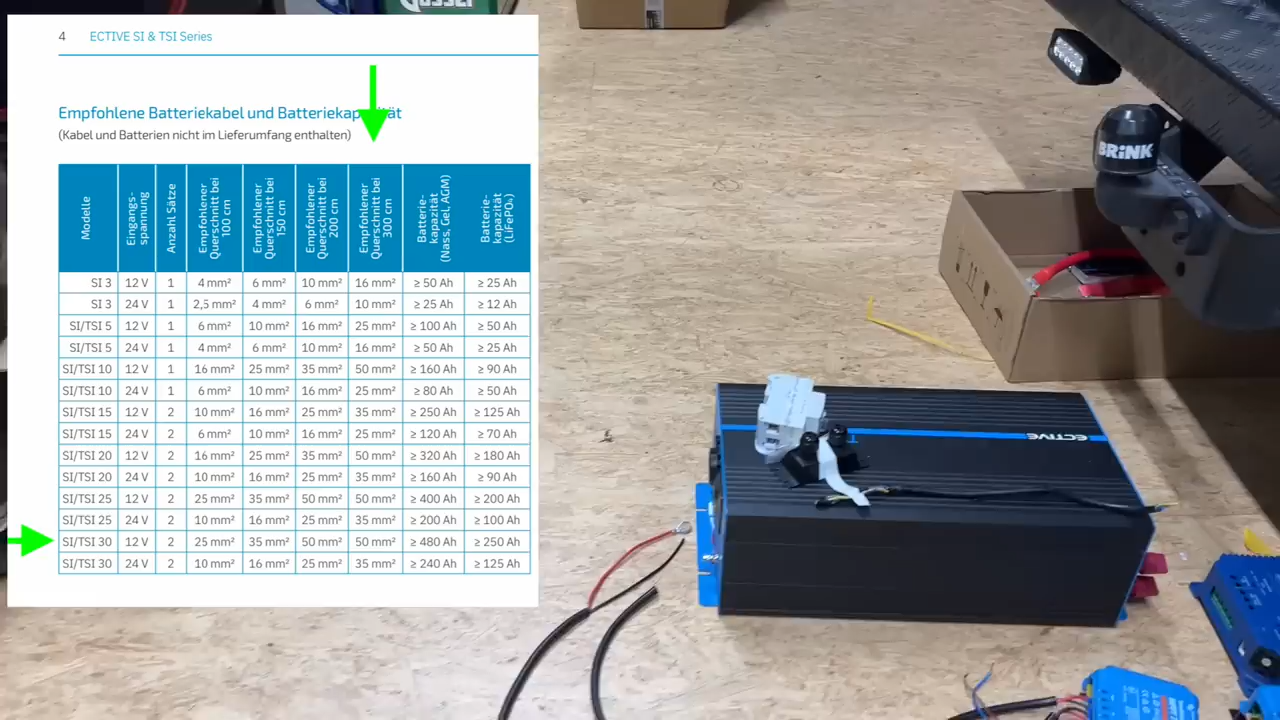 4 ECTIVE SI & TSI Series
Empfohlene Batteriekabel und Batteriekapazität
(Kabel und Batterien nicht im Lieferumfang enthalten)
Modelle Eingangs-spannung Anzahl Sätze Empfohlener Querschnitt bei 100 cm Empfohlener Querschnitt bei 150 cm Empfohlener Querschnitt bei 200 cm Empfohlener Querschnitt bei 300 cm Batterie-kapazität (Nass, Gel, AGM) Batterie-kapazität (LiFePO₄)
SI 3 12 V 1 4 mm² 6 mm² 10 mm² 16 mm² ≥ 50 Ah ≥ 25 Ah
SI 3 24 V 1 2,5 mm² 4 mm² 6 mm² 10 mm² ≥ 25 Ah ≥ 12 Ah
SI/TSI 5 12 V 1 6 mm² 10 mm² 16 mm² 25 mm² ≥ 100 Ah ≥ 50 Ah
SI/TSI 5 24 V 1 4 mm² 6 mm² 10 mm² 16 mm² ≥ 50 Ah ≥ 25 Ah
SI/TSI 10 12 V 1 16 mm² 25 mm² 35 mm² 50 mm² ≥ 160 Ah ≥ 90 Ah
SI/TSI 10 24 V 1 6 mm² 10 mm² 16 mm² 25 mm² ≥ 80 Ah ≥ 50 Ah
SI/TSI 15 12 V 2 10 mm² 16 mm² 25 mm² 35 mm² ≥ 250 Ah ≥ 125 Ah
SI/TSI 15 24 V 2 6 mm² 10 mm² 16 mm² 25 mm² ≥ 120 Ah ≥ 70 Ah
SI/TSI 20 12 V 2 16 mm² 25 mm² 35 mm² 50 mm² ≥ 320 Ah ≥ 180 Ah
SI/TSI 20 24 V 2 10 mm² 16 mm² 25 mm² 35 mm² ≥ 160 Ah ≥ 90 Ah
SI/TSI 25 12 V 2 25 mm² 35 mm² 50 mm² 50 mm² ≥ 400 Ah ≥ 200 Ah
SI/TSI 25 24 V 2 10 mm² 16 mm² 25 mm² 35 mm² ≥ 200 Ah ≥ 100 Ah
SI/TSI 30 12 V 2 25 mm² 35 mm² 50 mm² 50 mm² ≥ 480 Ah ≥ 250 Ah
SI/TSI 30 24 V 2 10 mm² 16 mm² 25 mm² 35 mm² ≥ 240 Ah ≥ 125 Ah
BRINK
ECTIVE